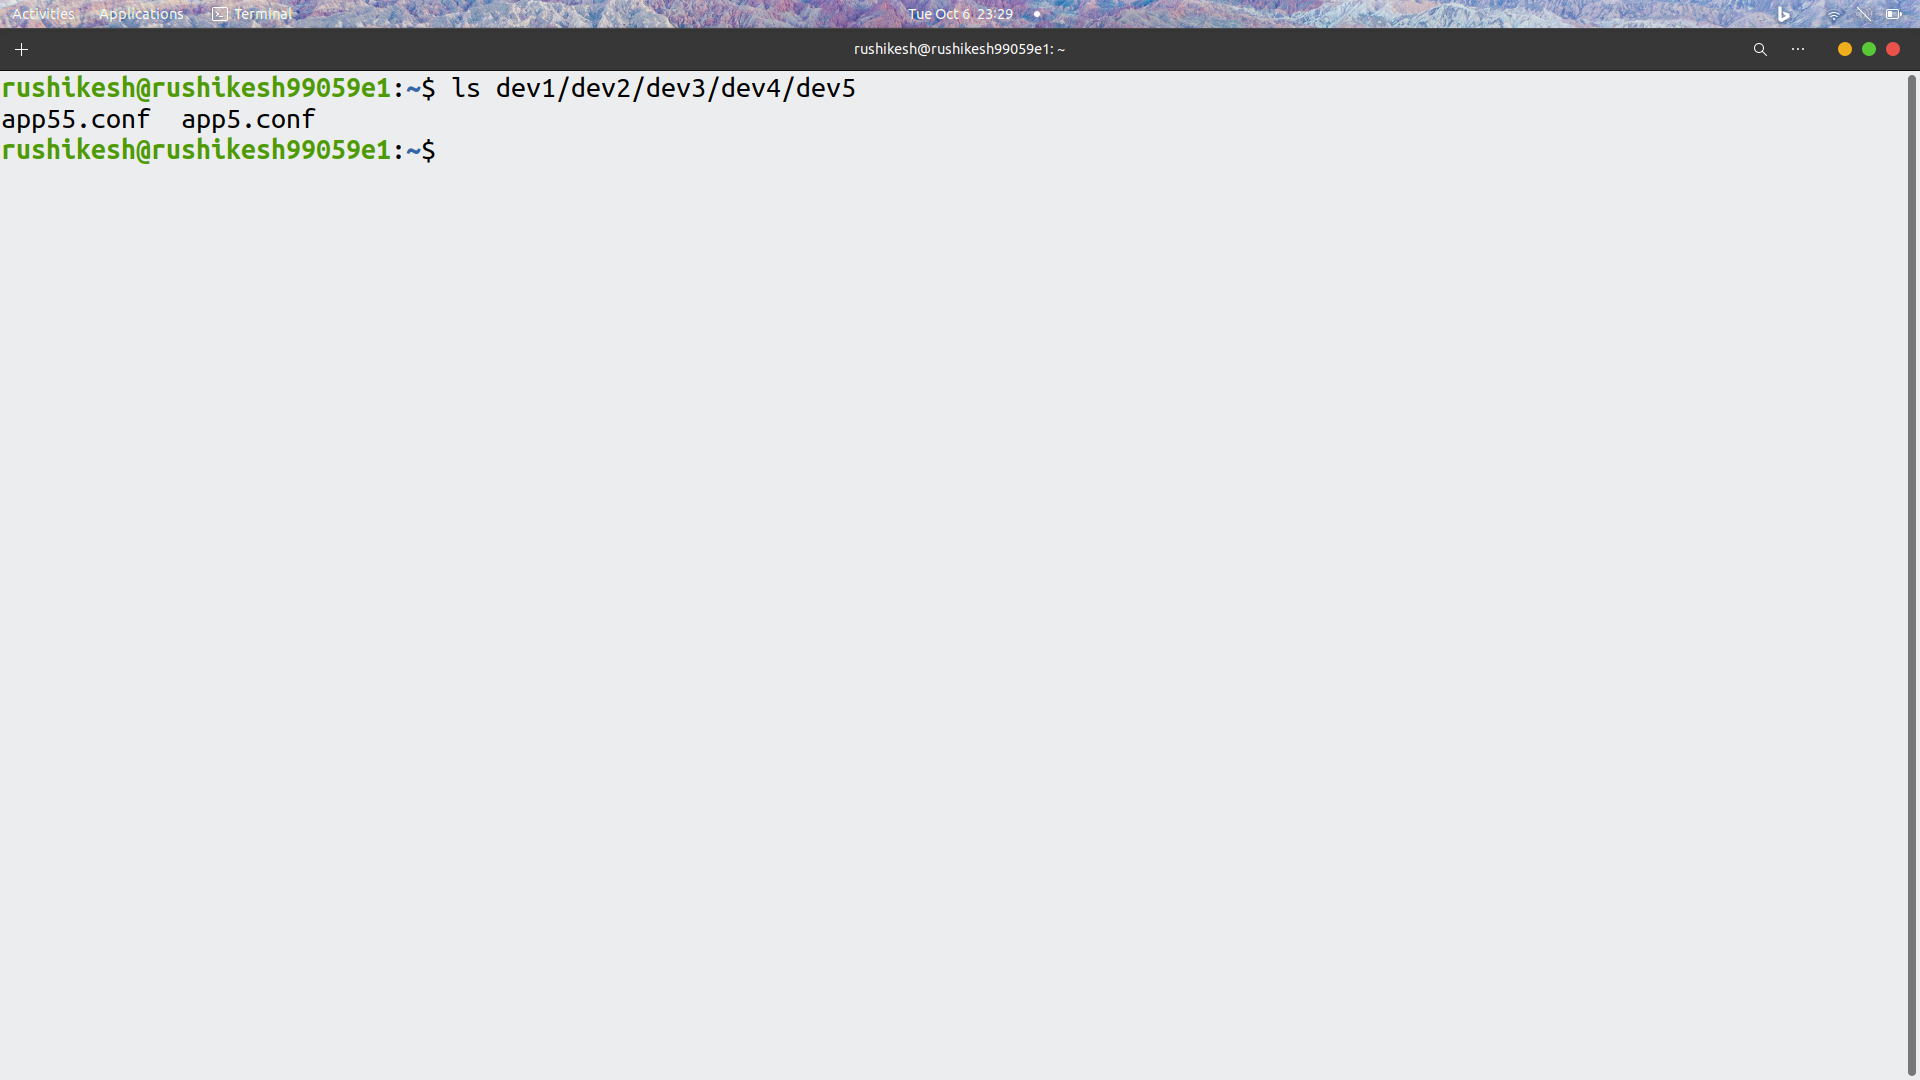 Activities Applications Terminal Tue Oct 6 23:29
rushikesh@rushikesh99059e1: ~
rushikesh@rushikesh99059e1:~$ ls dev1/dev2/dev3/dev4/dev5
app55.conf app5.conf
rushikesh@rushikesh99059e1:~$